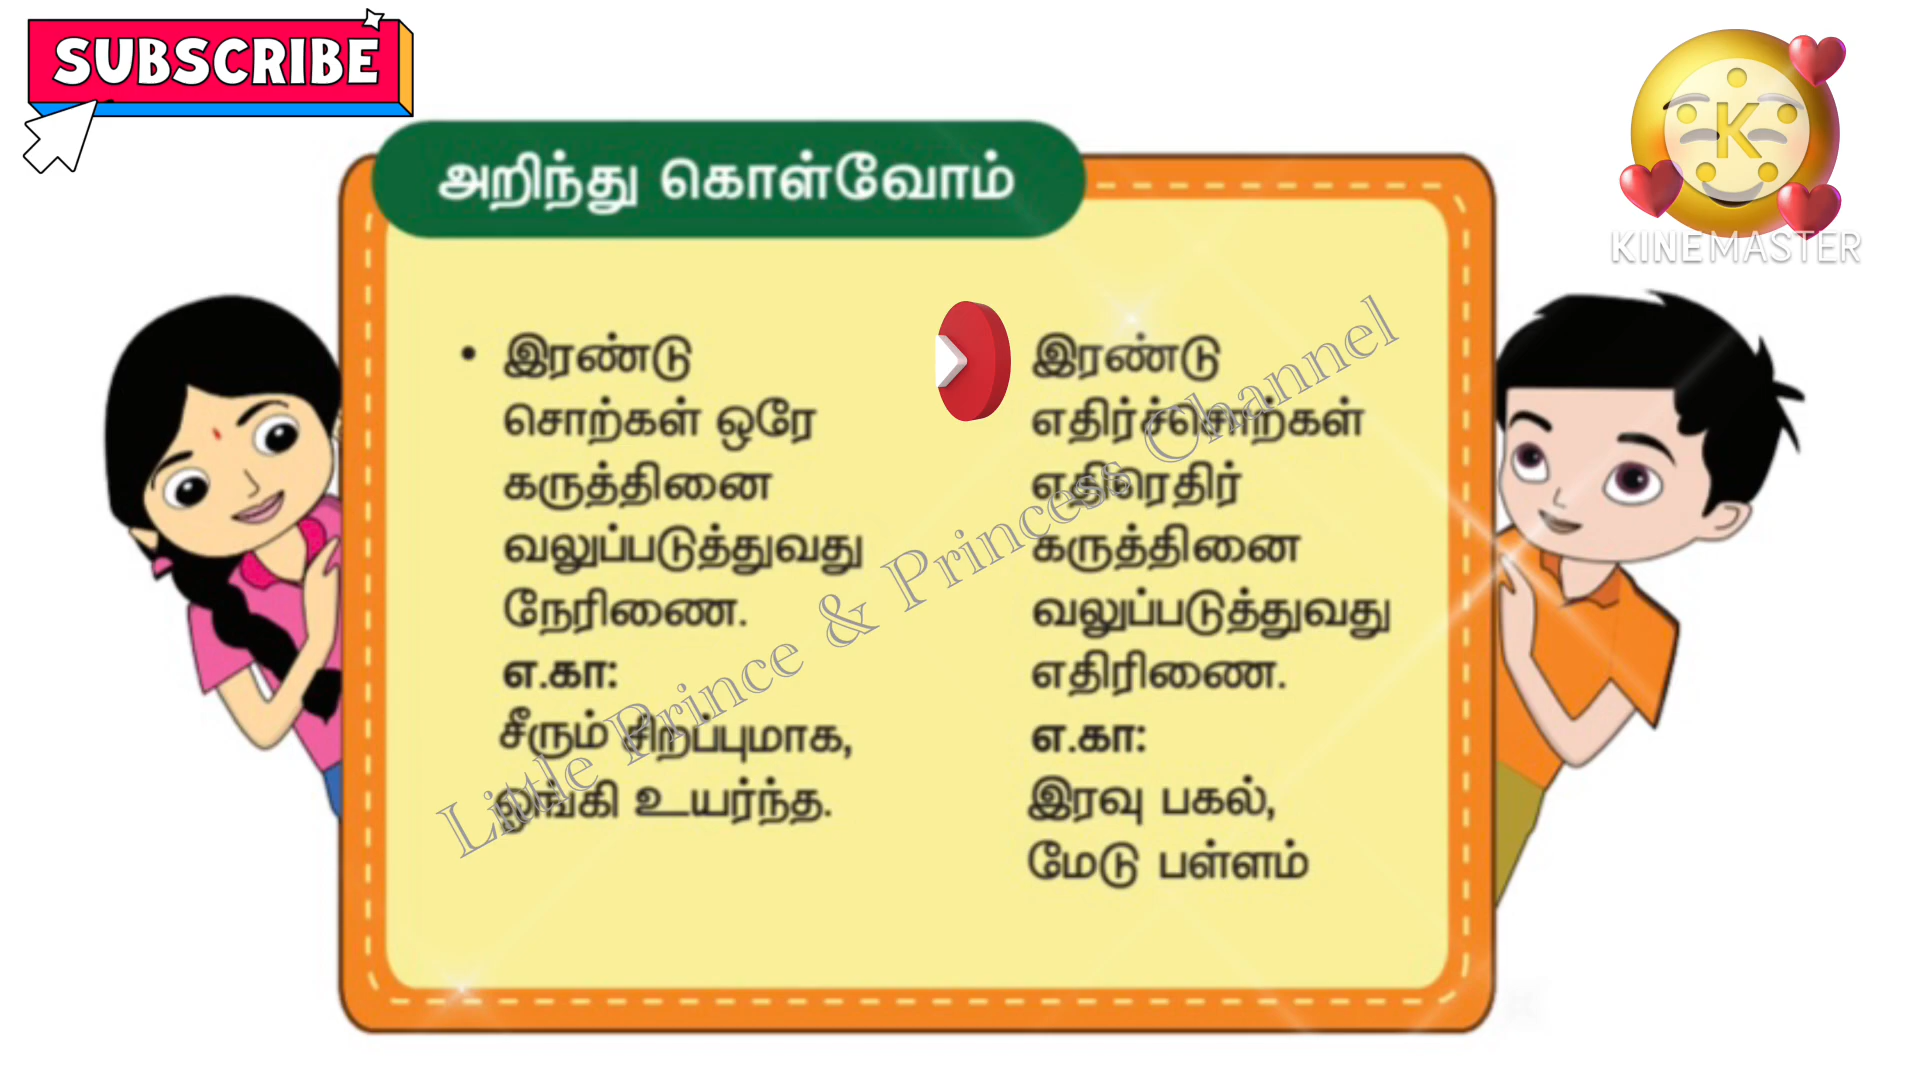 SUBSCRIBE
K
KINEMASTER
அறிந்து கொள்வோம்
• இரண்டு
சொற்கள் ஒரே
கருத்தினை
வலுப்படுத்துவது
நேரிணை.
எ.கா:
சீரும் சிறப்புமாக,
ஓங்கி உயர்ந்த.
இரண்டு
எதிர்ச்சொற்கள்
எதிரெதிர்
கருத்தினை
வலுப்படுத்துவது
எதிரிணை.
எ.கா:
இரவு பகல்,
மேடு பள்ளம்
Little Prince & Princess Channel